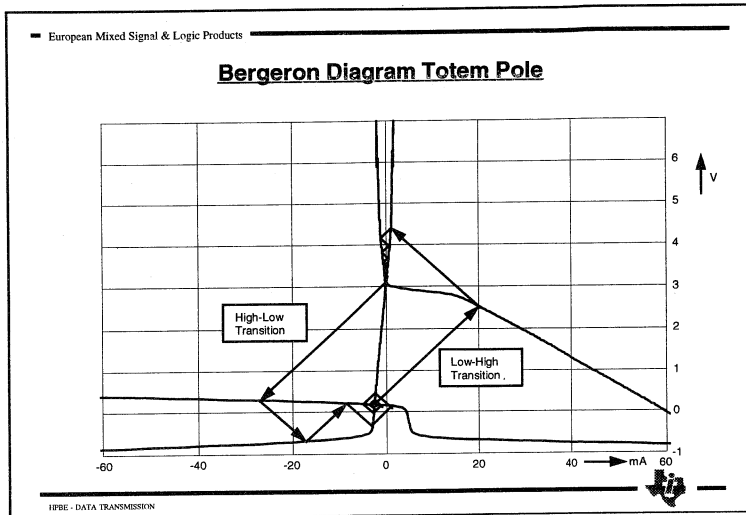 European Mixed Signal & Logic Products
Bergeron Diagram Totem Pole
6
V
5
4
3
High-Low
Transition
2
Low-High
Transition
1
0
-1
-60
-40
-20
0
20
40
mA
60
HPBE - DATA TRANSMISSION